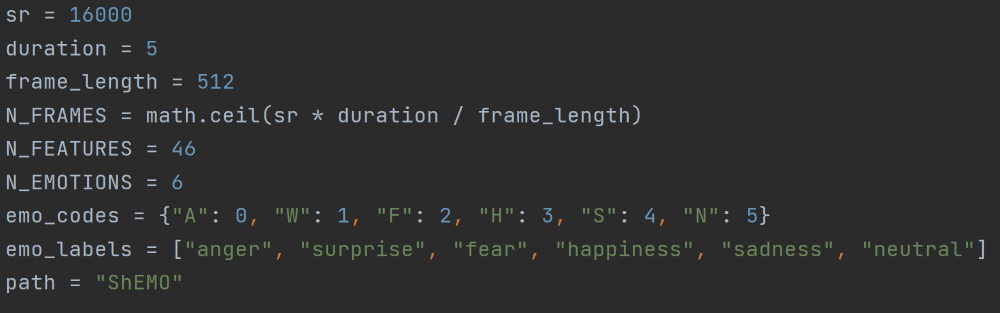 sr = 16000
duration = 5
frame_length = 512
N_FRAMES = math.ceil(sr * duration / frame_length)
N_FEATURES = 46
N_EMOTIONS = 6
emo_codes = {"A": 0, "W": 1, "F": 2, "H": 3, "S": 4, "N": 5}
emo_labels = ["anger", "surprise", "fear", "happiness", "sadness", "neutral"]
path = "ShEMO"